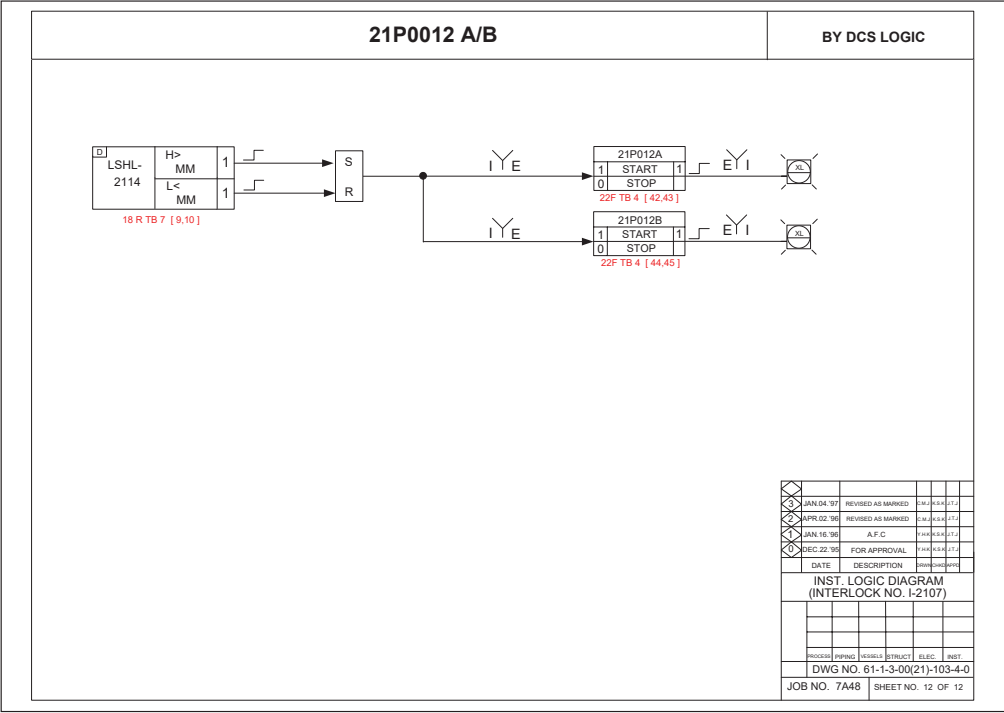 21P0012 A/B
BY DCS LOGIC
D
LSHL-
2114
H>
MM
1
L<
MM
1
18 R TB 7 [ 9,10 ]
S
R
I E
21P012A
1 START 1
0 STOP
22F TB 4 [ 42,43 ]
E I
XL
I E
21P012B
1 START 1
0 STOP
22F TB 4 [ 44,45 ]
E I
XL
3 JAN.04.'97 REVISED AS MARKED C.M.J K.S.K J.T.J
2 APR.02.'96 REVISED AS MARKED C.M.J K.S.K J.T.J
1 JAN.16.'96 A.F.C Y.H.K K.S.K J.T.J
0 DEC.22.'95 FOR APPROVAL Y.H.K K.S.K J.T.J
DATE DESCRIPTION DRWN CHKD APPD
INST. LOGIC DIAGRAM
(INTERLOCK NO. I-2107)
PROCESS PIPING VESSELS STRUCT ELEC. INST.
DWG NO. 61-1-3-00(21)-103-4-0
JOB NO. 7A48 SHEET NO. 12 OF 12